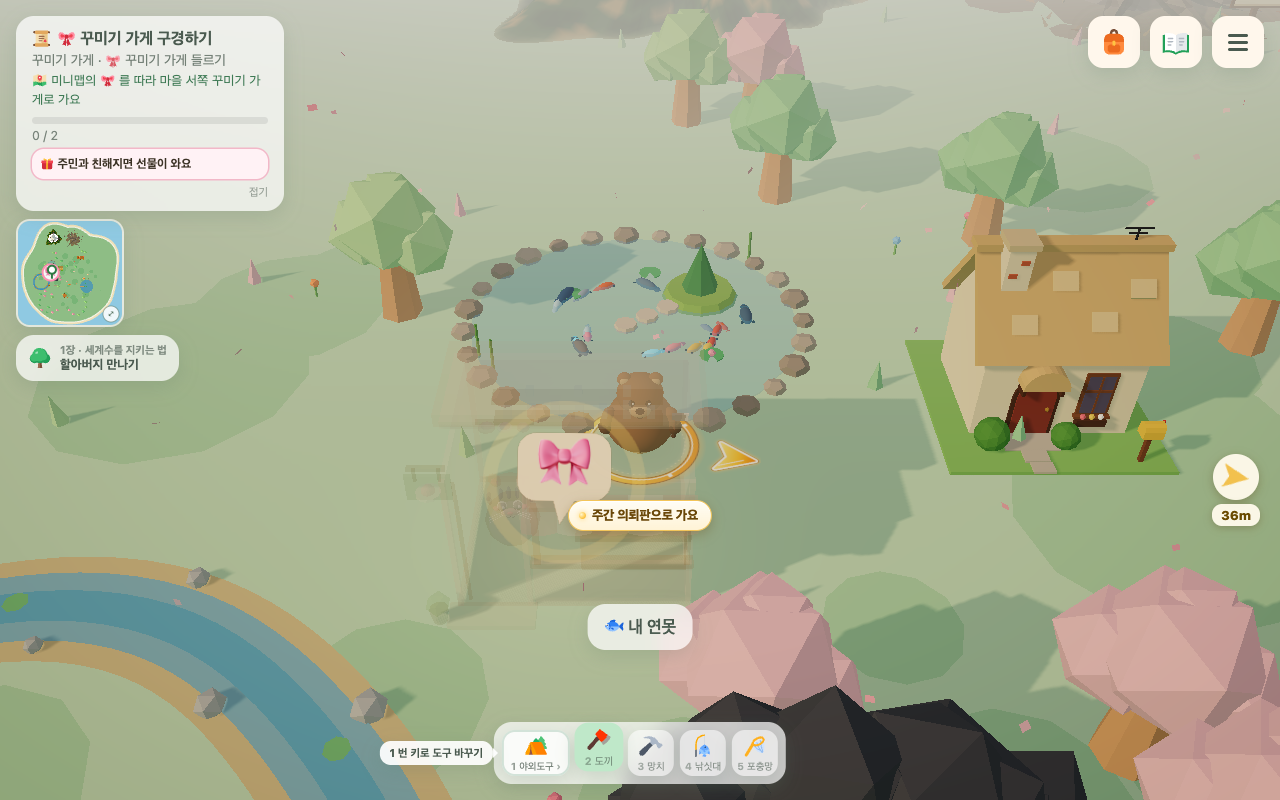 꾸미기 가게 구경하기
꾸미기 가게 · 꾸미기 가게 들르기
미니맵의 를 따라 마을 서쪽 꾸미기 가
게로 가요
0 / 2
주민과 친해지면 선물이 와요
접기
1장 · 세계수를 지키는 법
할아버지 만나기
주간 의뢰판으로 가요
36m
내 연못
1 번 키로 도구 바꾸기
1 야외도구 ›
2 도끼
3 망치
4 낚싯대
5 포충망